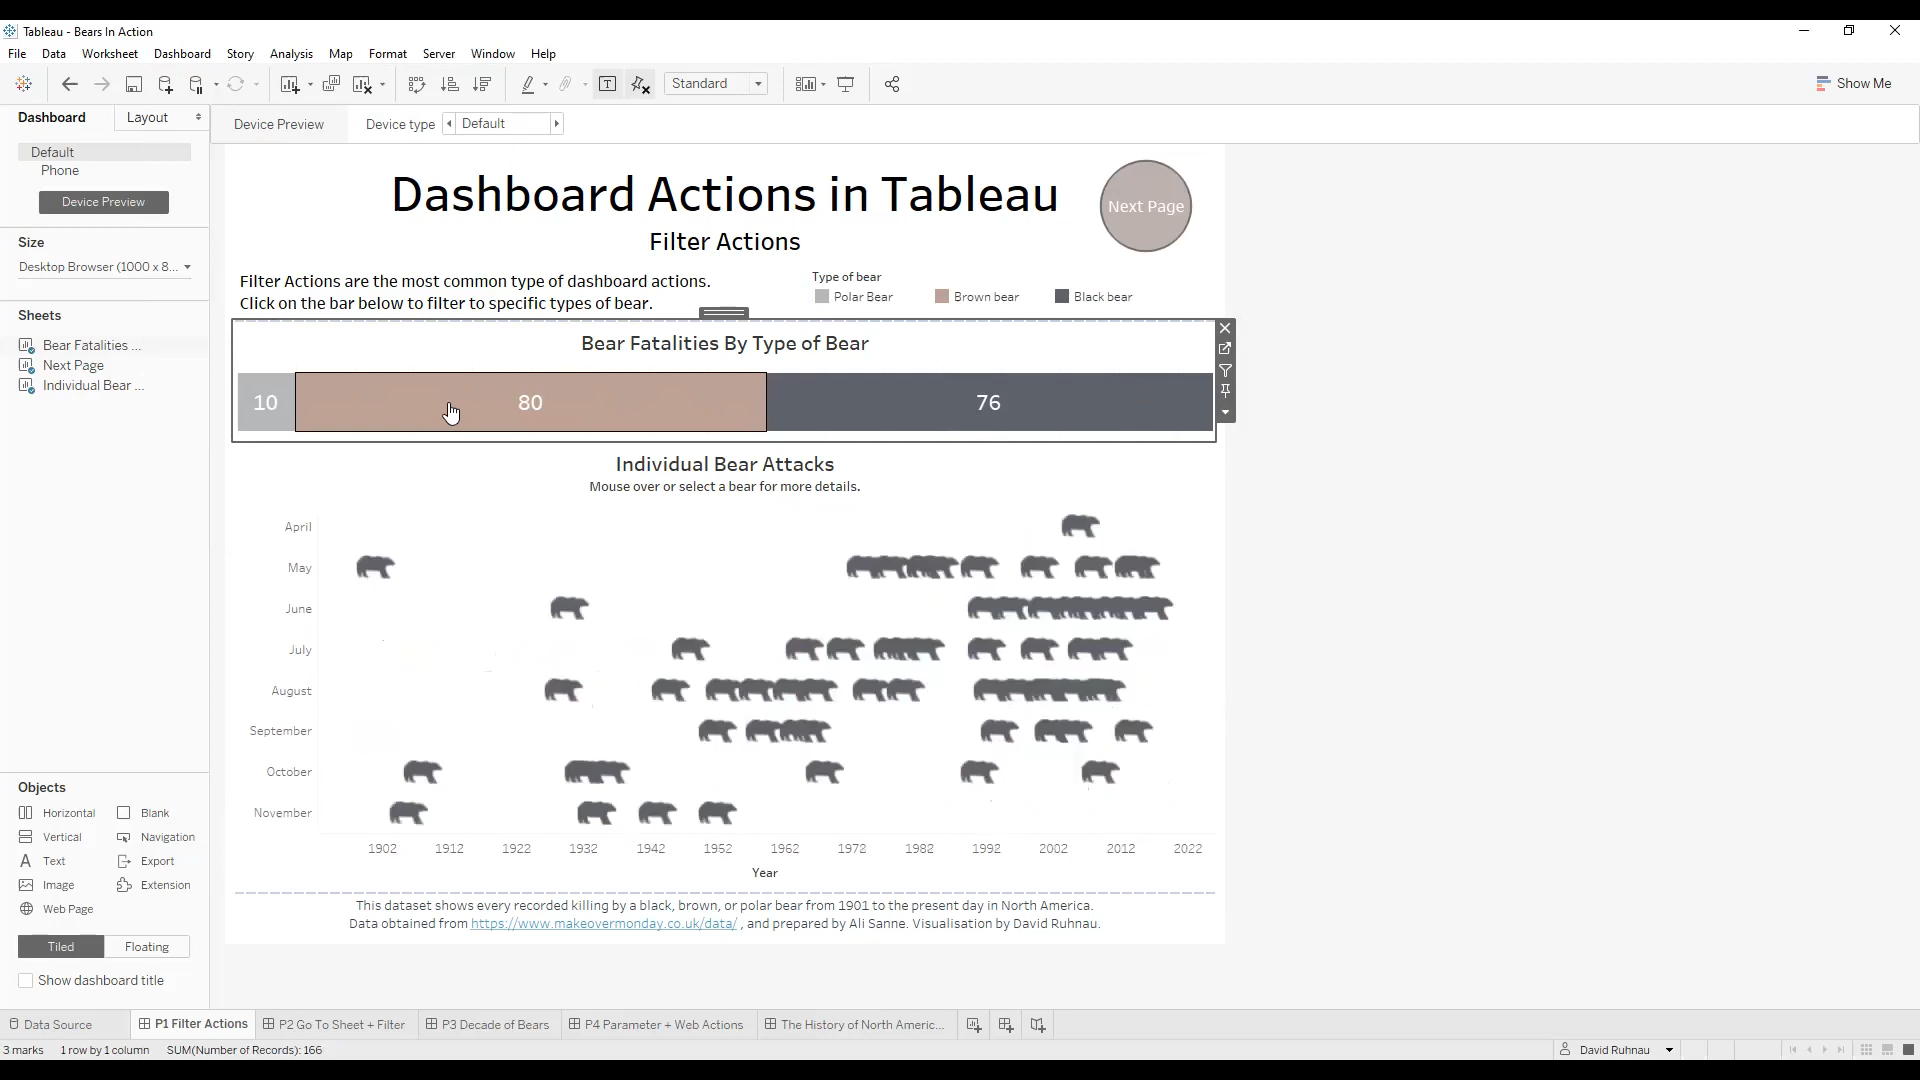 Tableau - Bears In Action
File Data Worksheet Dashboard Story Analysis Map Format Server Window Help
Standard
Show Me
Dashboard Layout
Device Preview Device type Default
Default
Phone
Device Preview
Size
Desktop Browser (1000 x 8...
Sheets
Bear Fatalities ...
Next Page
Individual Bear ...
Objects
Horizontal Blank
Vertical Navigation
Text Export
Image Extension
Web Page
Tiled Floating
Show dashboard title
Dashboard Actions in Tableau
Next Page
Filter Actions
Filter Actions are the most common type of dashboard actions.
Click on the bar below to filter to specific types of bear.
Type of bear
Polar Bear Brown bear Black bear
Bear Fatalities By Type of Bear
10 80 76
Individual Bear Attacks
Mouse over or select a bear for more details.
April
May
June
July
August
September
October
November
1902 1912 1922 1932 1942 1952 1962 1972 1982 1992 2002 2012 2022
Year
This dataset shows every recorded killing by a black, brown, or polar bear from 1901 to the present day in North America.
Data obtained from https://www.makeovermonday.co.uk/data/ , and prepared by Ali Sanne. Visualisation by David Ruhnau.
Data Source P1 Filter Actions P2 Go To Sheet + Filter P3 Decade of Bears P4 Parameter + Web Actions The History of North Americ...
3 marks 1 row by 1 column SUM(Number of Records): 166 David Ruhnau